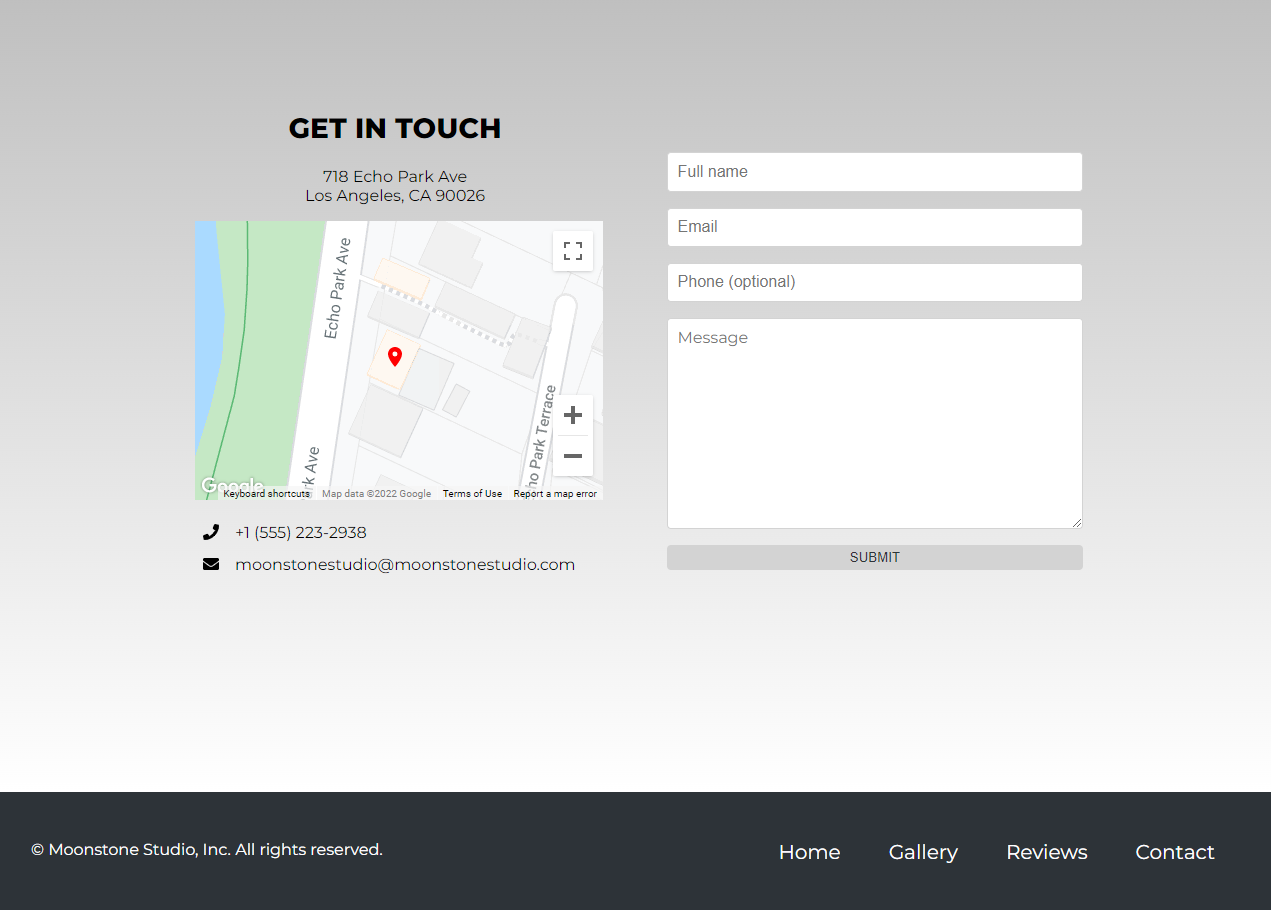 GET IN TOUCH
718 Echo Park Ave
Los Angeles, CA 90026
Echo Park Ave
Park Terrace
Ave
Google
Keyboard shortcuts
Map data ©2022 Google
Terms of Use
Report a map error
+1 (555) 223-2938
moonstonestudio@moonstonestudio.com
Full name
Email
Phone (optional)
Message
SUBMIT
© Moonstone Studio, Inc. All rights reserved.
Home
Gallery
Reviews
Contact